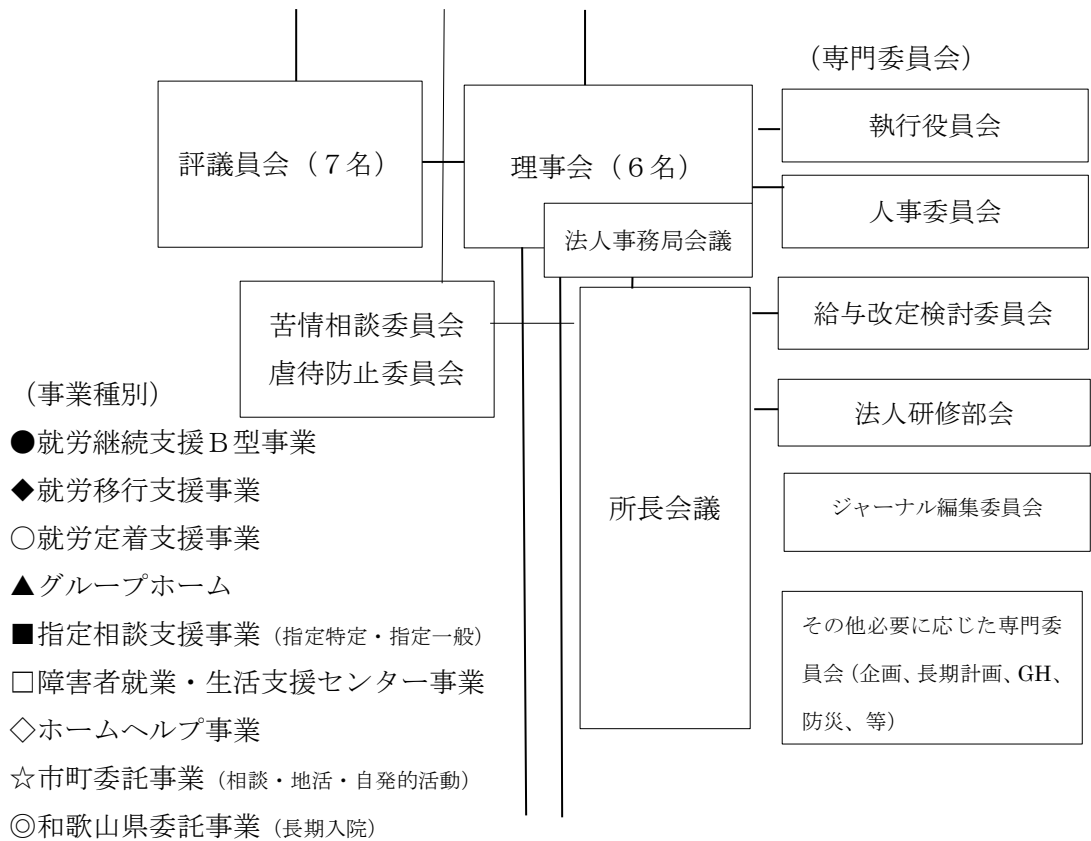 （専門委員会）
評議員会（７名）
理事会（６名）
法人事務局会議
執行役員会
人事委員会
苦情相談委員会
虐待防止委員会
所長会議
給与改定検討委員会
法人研修部会
ジャーナル編集委員会
その他必要に応じた専門委
員会（企画、長期計画、GH、
防災、等）
（事業種別）
●就労継続支援Ｂ型事業
◆就労移行支援事業
○就労定着支援事業
▲グループホーム
■指定相談支援事業（指定特定・指定一般）
□障害者就業・生活支援センター事業
◇ホームヘルプ事業
☆市町委託事業（相談・地活・自発的活動）
◎和歌山県委託事業（長期入院）